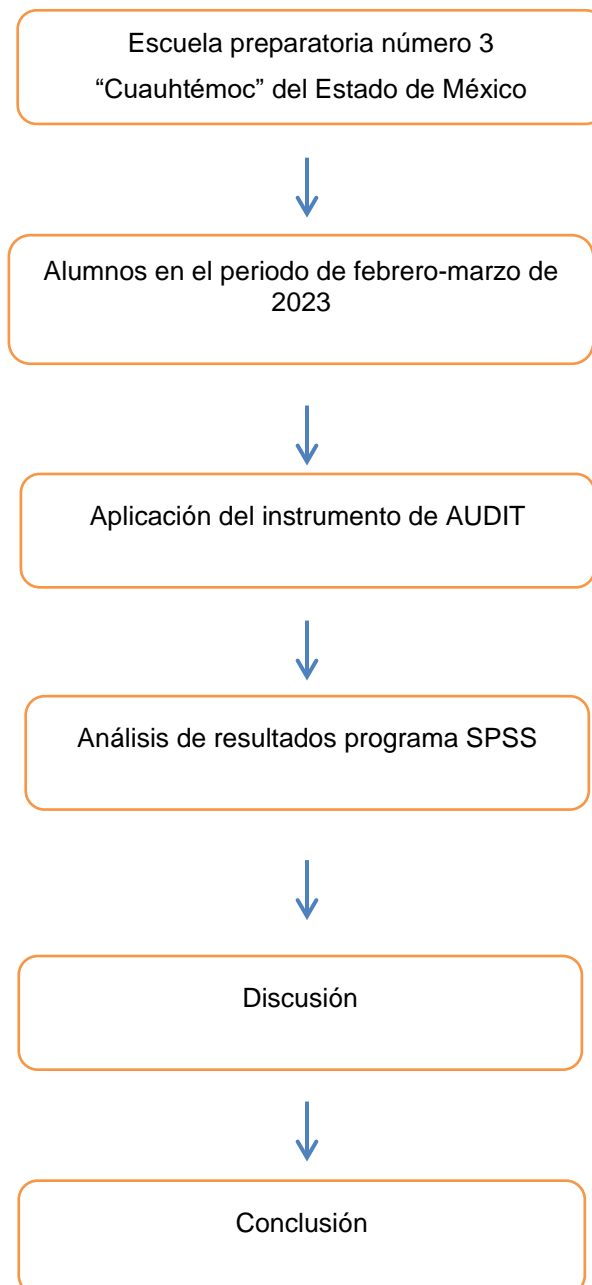 Escuela preparatoria número 3
“Cuauhtémoc” del Estado de México
Alumnos en el periodo de febrero-marzo de
2023
Aplicación del instrumento de AUDIT
Análisis de resultados programa SPSS
Discusión
Conclusión